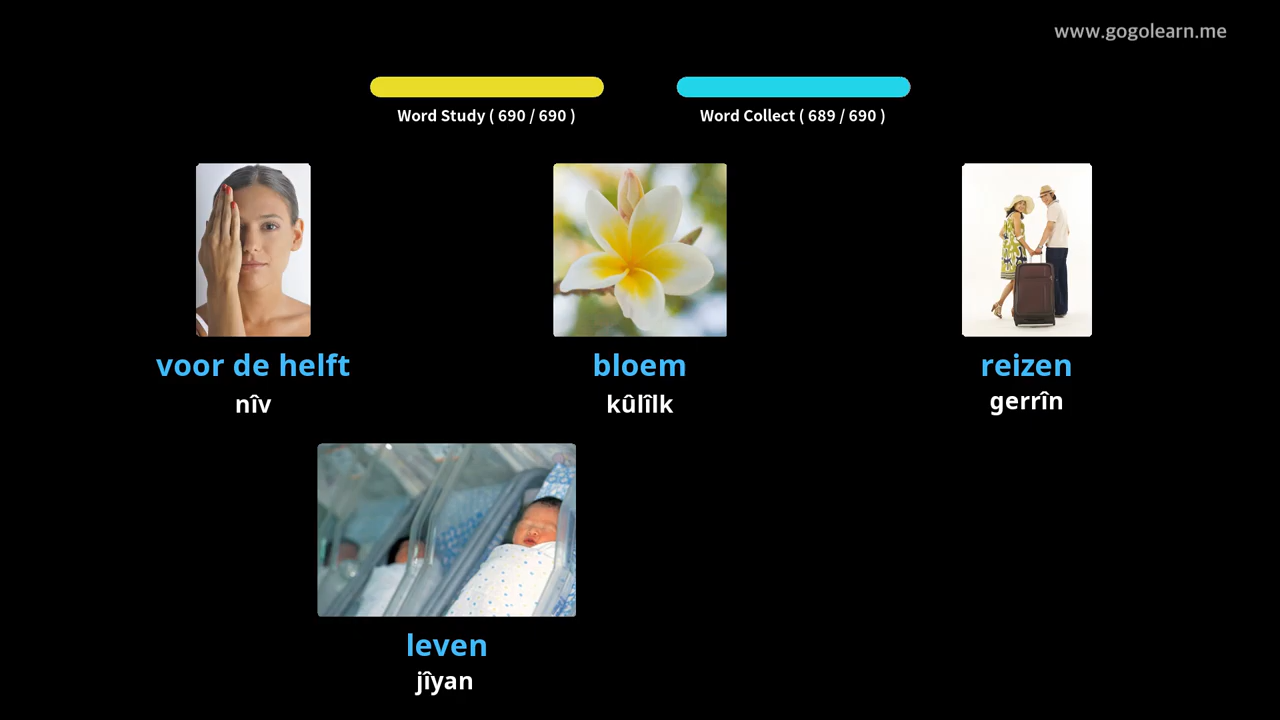 www.gogolearn.me
Word Study ( 690 / 690 )
Word Collect ( 689 / 690 )
voor de helft
nîv
bloem
kûlîlk
reizen
gerrîn
leven
jîyan